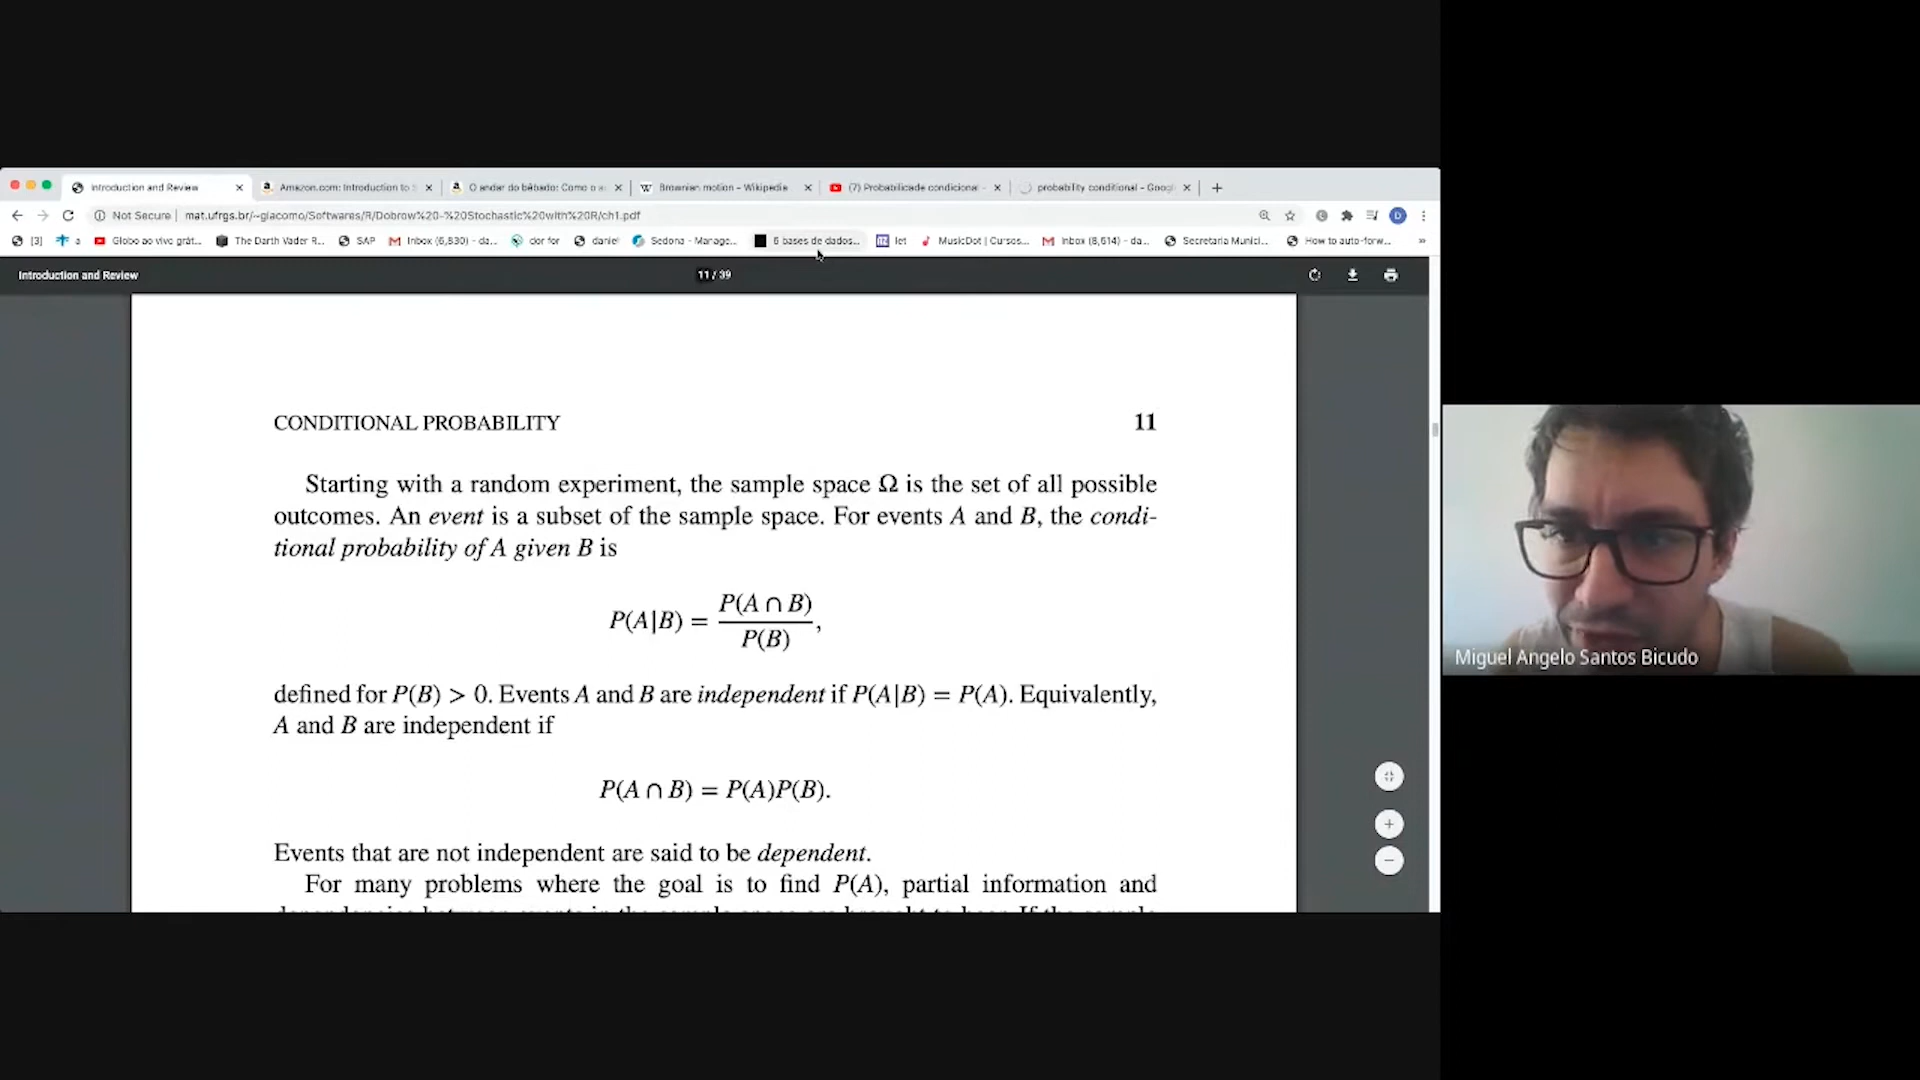 Introduction and Review
Amazon.com: Introduction to
O andar do bêbado: Como o a
Brownian motion - Wikipedia
(7) Probabilidade condicional -
probability conditional - Goog
Not Secure | mat.ufrgs.br/~giacomo/Softwares/R/Dobrow%20-%20Stochastic%20with%20R/ch1.pdf
[3]
a
Globo ao vivo grát...
The Darth Vader R...
SAP
Inbox (6,830) - da...
dor for
daniel
Sedona - Manage...
6 bases de dados...
let
MusicDot | Cursos...
Inbox (8,614) - da...
Secretaria Munici...
How to auto-forw...
»
Introduction and Review
11 / 39
CONDITIONAL PROBABILITY 11
Starting with a random experiment, the sample space Ω is the set of all possible
outcomes. An event is a subset of the sample space. For events A and B, the condi-
tional probability of A given B is
P(A|B) = P(A ∩ B) / P(B),
defined for P(B) > 0. Events A and B are independent if P(A|B) = P(A). Equivalently,
A and B are independent if
P(A ∩ B) = P(A)P(B).
Events that are not independent are said to be dependent.
For many problems where the goal is to find P(A), partial information and
Miguel Angelo Santos Bicudo